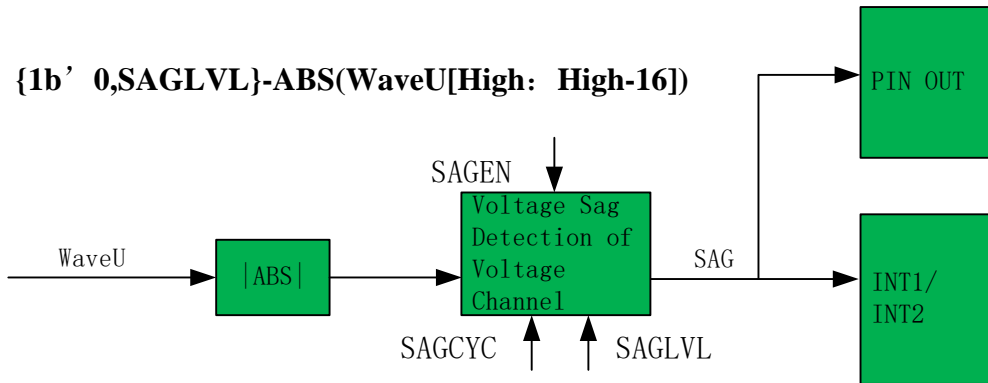 {1b’0,SAGLVL}-ABS(WaveU[High：High-16])
PIN OUT
SAGEN
Voltage Sag
Detection of
Voltage
Channel
WaveU
|ABS|
SAG
INT1/
INT2
SAGCYC
SAGLVL